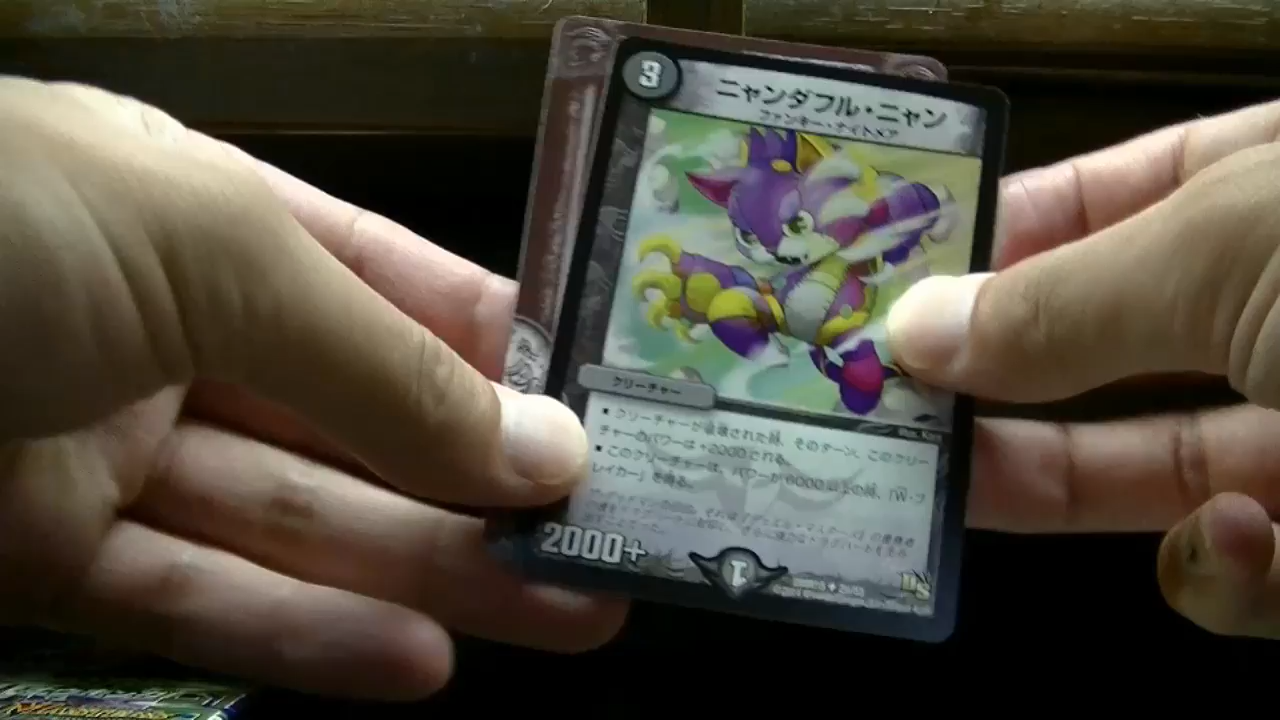 3
ニャンダフル・ニャン
ファンキー・ナイトメア
クリーチャー
■クリーチャーが破壊された時、そのターン、このクリー
チャーのパワーは+2000される。
■このクリーチャーは、パワーが6000以上の時、「W・ブ
レイカー」を得る。
2000+
1